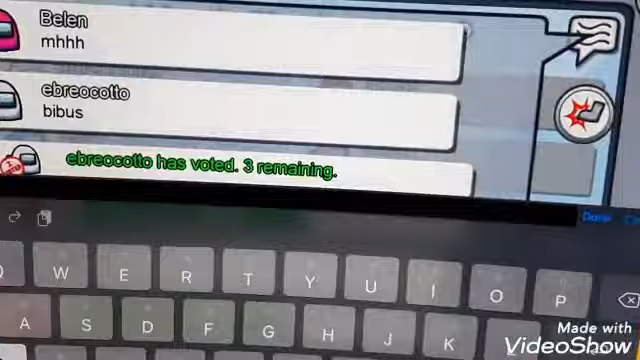 Belen
mhhh
ebreocotto
bibus
ebreocotto has voted. 3 remaining.
Done
Q W E R T Y U I O P
A S D F G H J K
Made with
VideoShow